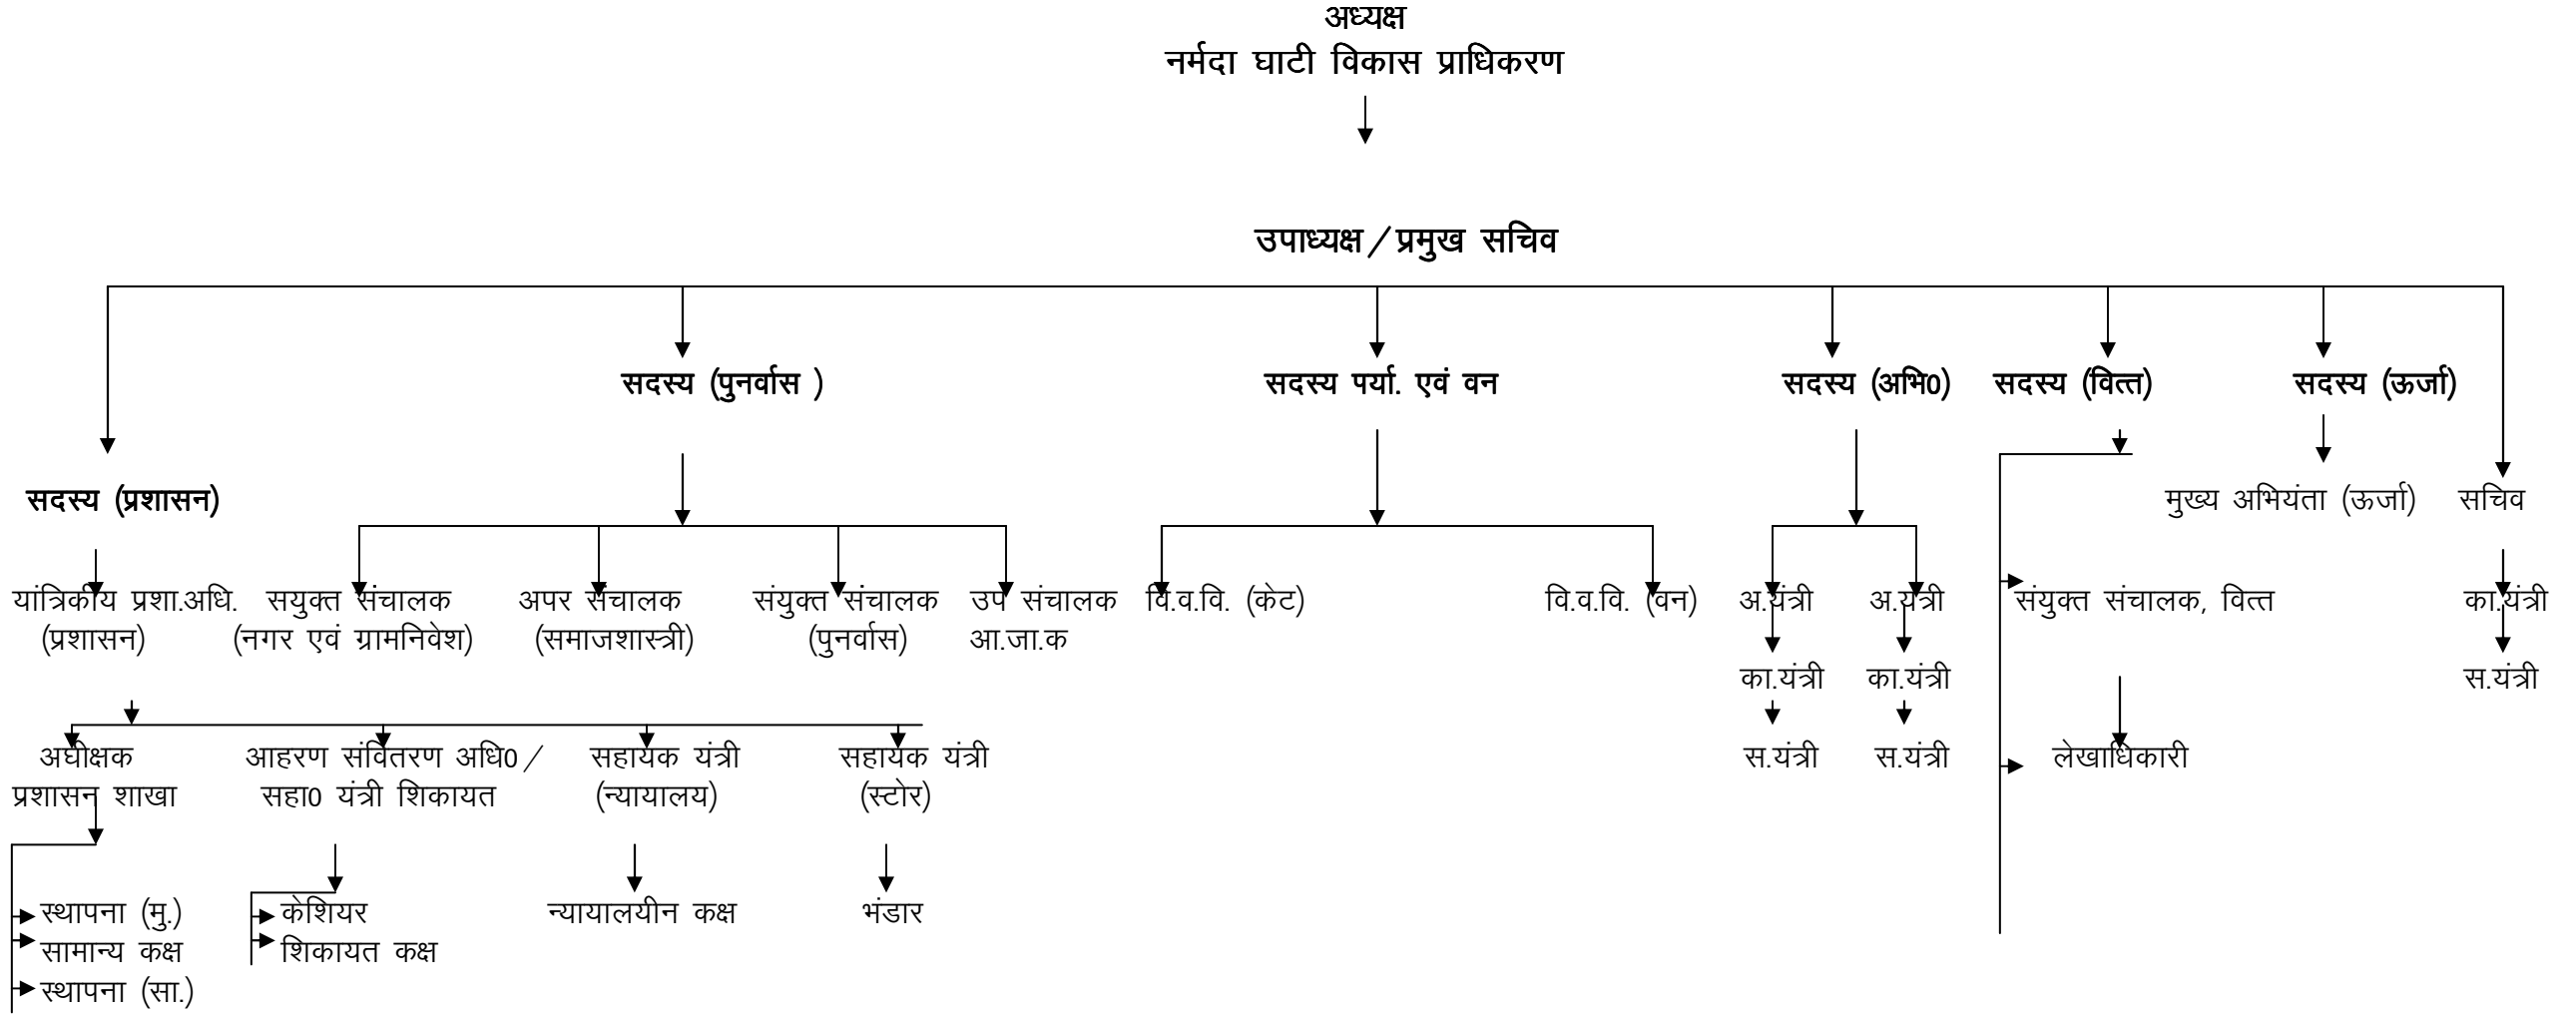 अध्यक्ष
नर्मदा घाटी विकास प्राधिकरण
उपाध्यक्ष/प्रमुख सचिव
सदस्य (पुनर्वास ) सदस्य पर्या. एवं वन सदस्य (अभि0) सदस्य (वित्त) सदस्य (ऊर्जा)
सदस्य (प्रशासन) मुख्य अभियंता (ऊर्जा) सचिव
यांत्रिकीय प्रशा.अधि. सयुक्त संचालक अपर संचालक संयुक्त संचालक उप संचालक वि.व.वि. (केट) वि.व.वि. (वन) अ.यंत्री अ.यंत्री संयुक्त संचालक, वित्त का.यंत्री
(प्रशासन) (नगर एवं ग्रामनिवेश) (समाजशास्त्री) (पुनर्वास) आ.जा.क
का.यंत्री का.यंत्री स.यंत्री
अधीक्षक आहरण संवितरण अधि0/ सहायक यंत्री सहायक यंत्री स.यंत्री स.यंत्री लेखाधिकारी
प्रशासन शाखा सहा0 यंत्री शिकायत (न्यायालय) (स्टोर)
स्थापना (मु.) केशियर न्यायालयीन कक्ष भंडार
सामान्य कक्ष शिकायत कक्ष
स्थापना (सा.)